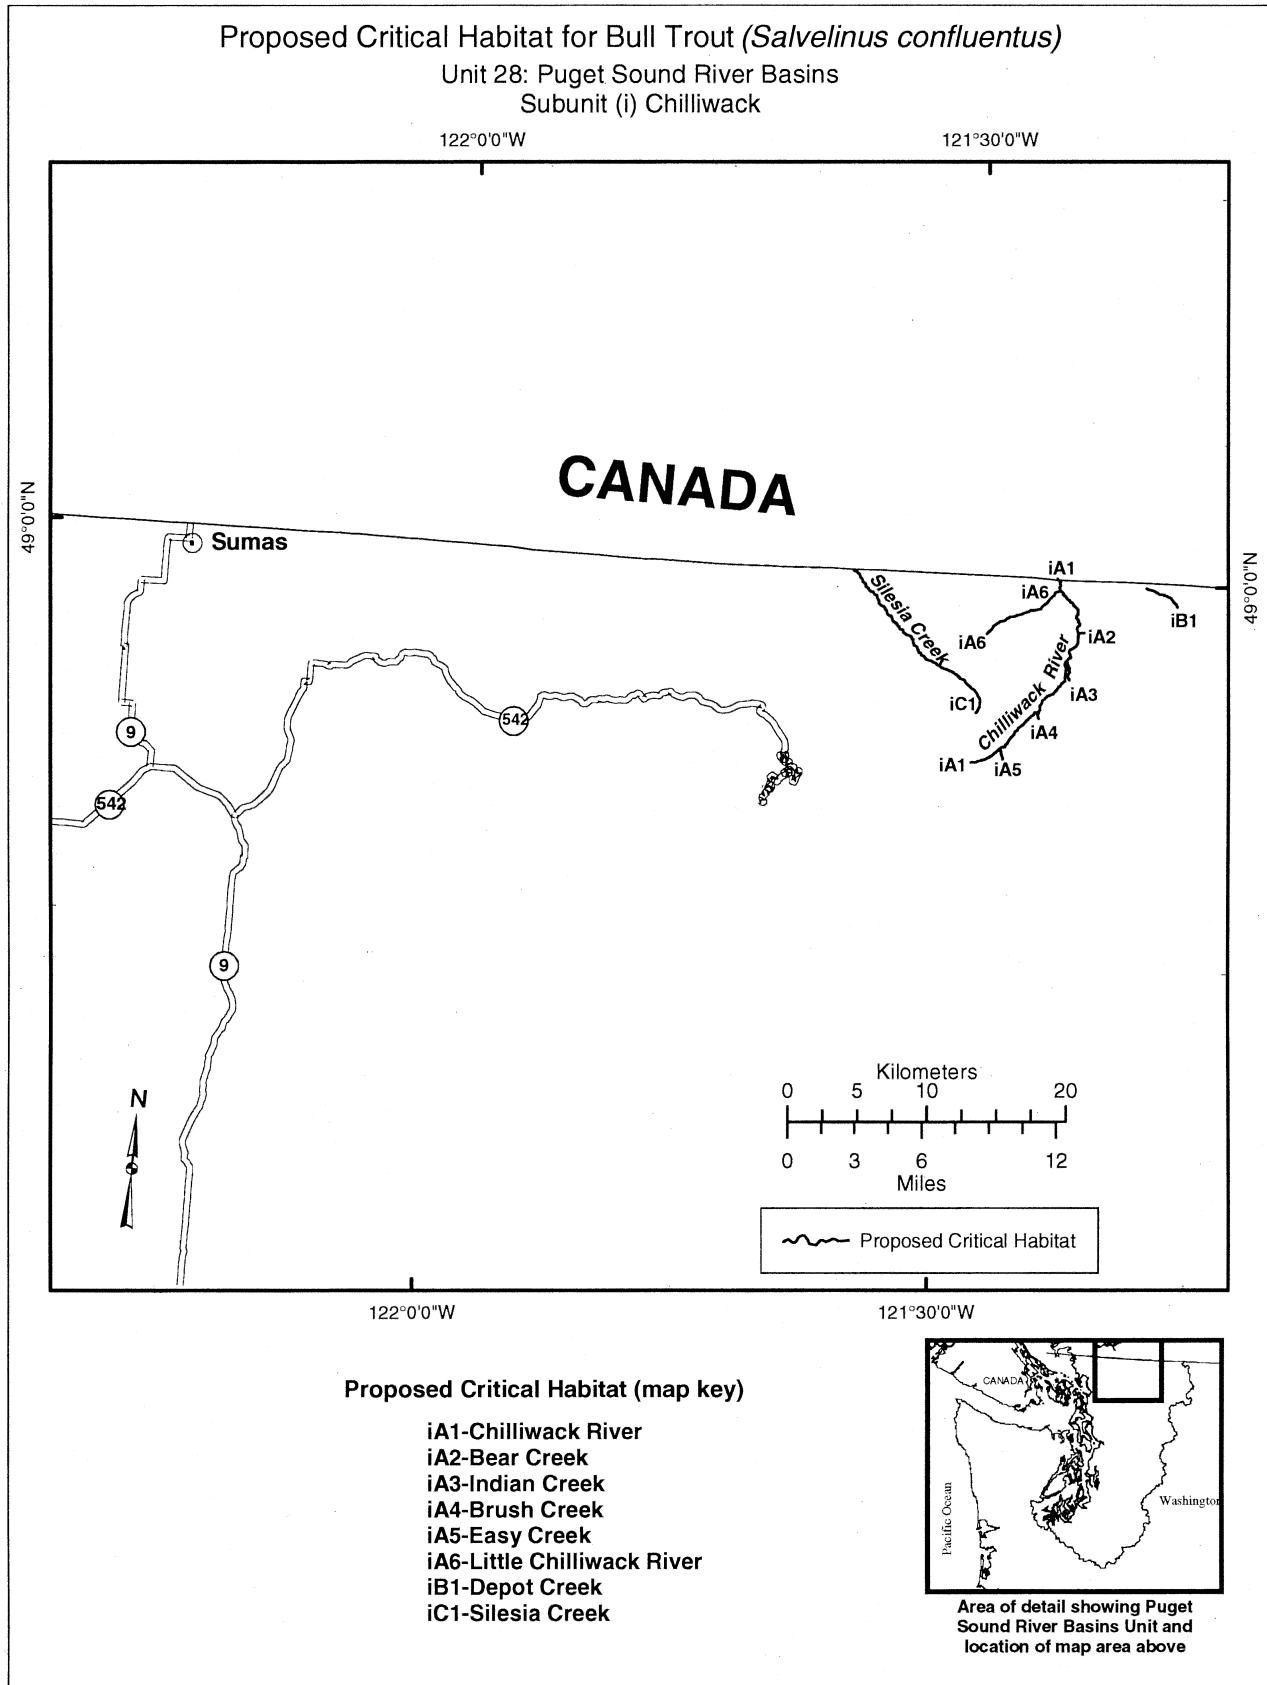 Proposed Critical Habitat for Bull Trout (Salvelinus confluentus)
Unit 28: Puget Sound River Basins
Subunit (i) Chilliwack
122°0'0"W
121°30'0"W
CANADA
49°0'0"N
Sumas
49°0'0"N
iA1
iA6
iB1
Silesia Creek
iA2
iA6
Chilliwack River
iA3
iC1
iA4
iA1
iA5
9
542
542
9
N
Kilometers
0 5 10 20
0 3 6 12
Miles
Proposed Critical Habitat
122°0'0"W
121°30'0"W
Proposed Critical Habitat (map key)
iA1-Chilliwack River
iA2-Bear Creek
iA3-Indian Creek
iA4-Brush Creek
iA5-Easy Creek
iA6-Little Chilliwack River
iB1-Depot Creek
iC1-Silesia Creek
CANADA
Pacific Ocean
Washington
Area of detail showing Puget
Sound River Basins Unit and
location of map area above